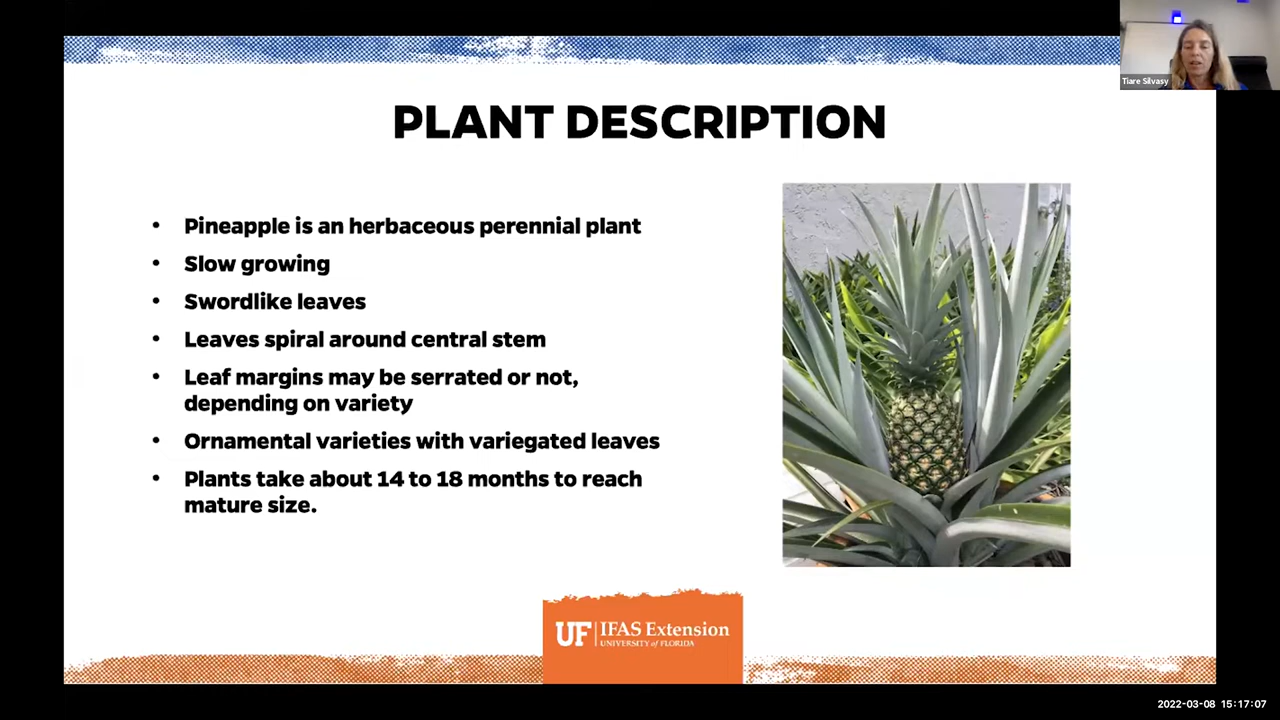 Tiare Silvasy
PLANT DESCRIPTION
• Pineapple is an herbaceous perennial plant
• Slow growing
• Swordlike leaves
• Leaves spiral around central stem
• Leaf margins may be serrated or not,
depending on variety
• Ornamental varieties with variegated leaves
• Plants take about 14 to 18 months to reach
mature size.
UF IFAS Extension
UNIVERSITY of FLORIDA
2022-03-08 15:17:07